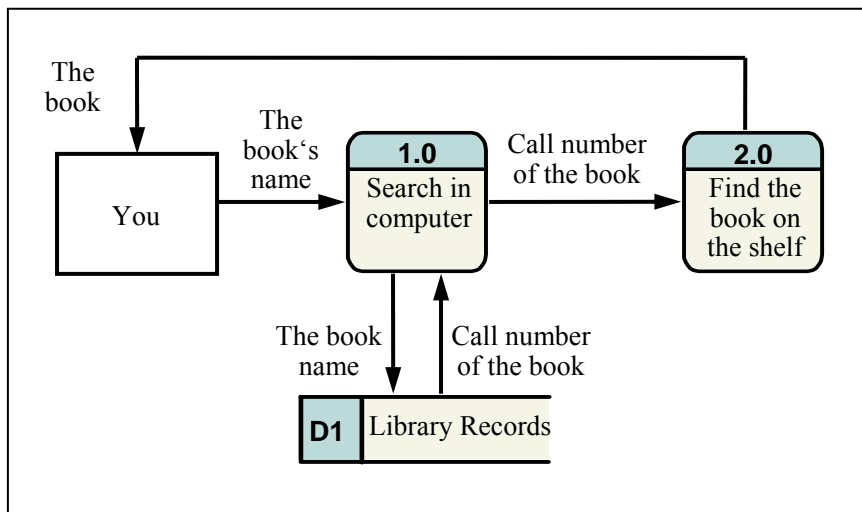 The
book
The
book‘s
name
You
1.0
Search in
computer
Call number
of the book
2.0
Find the
book on
the shelf
The book
name
Call number
of the book
D1
Library Records